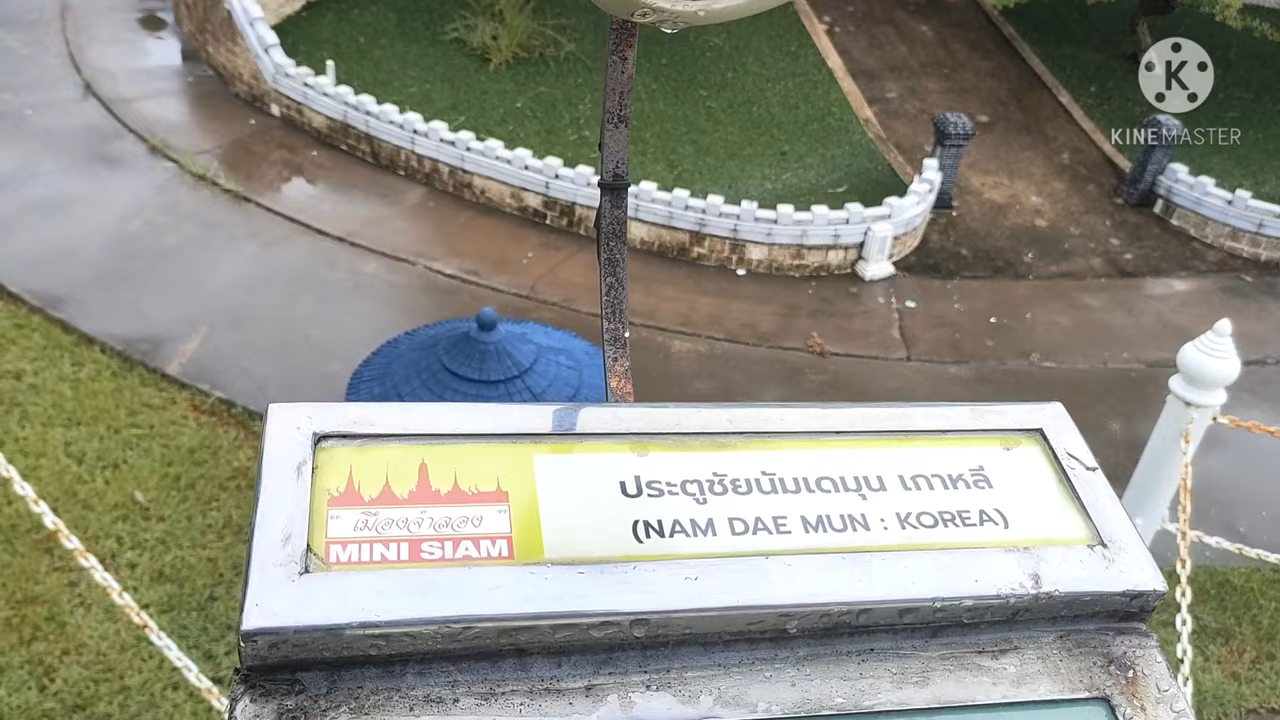 K
KINEMASTER
ประตูชัยนัมเดมุน เกาหลี
(NAM DAE MUN : KOREA)
"เมืองจำลอง"
MINI SIAM